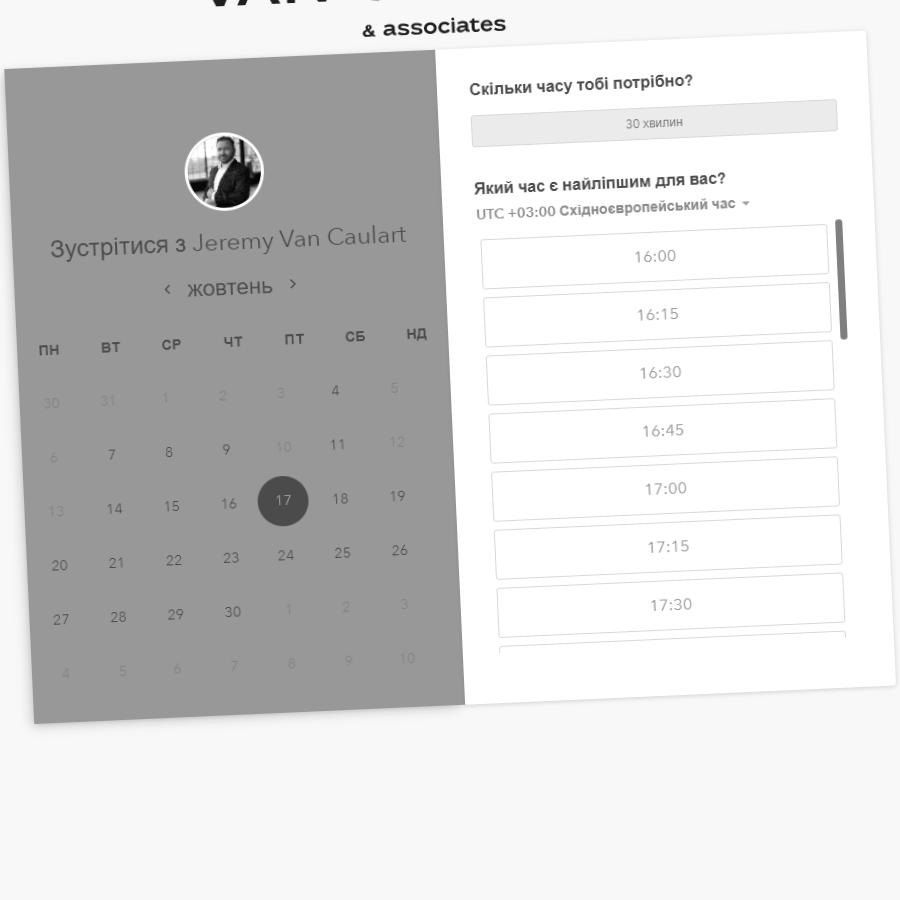 & associates
Зустрітися з Jeremy Van Caulart
‹ жовтень ›
ПН ВТ СР ЧТ ПТ СБ НД
30 31 1 2 3 4 5
6 7 8 9 10 11 12
13 14 15 16 17 18 19
20 21 22 23 24 25 26
27 28 29 30 1 2 3
4 5 6 7 8 9 10
Скільки часу тобі потрібно?
30 хвилин
Який час є найліпшим для вас?
UTC +03:00 Східноєвропейський час
16:00
16:15
16:30
16:45
17:00
17:15
17:30